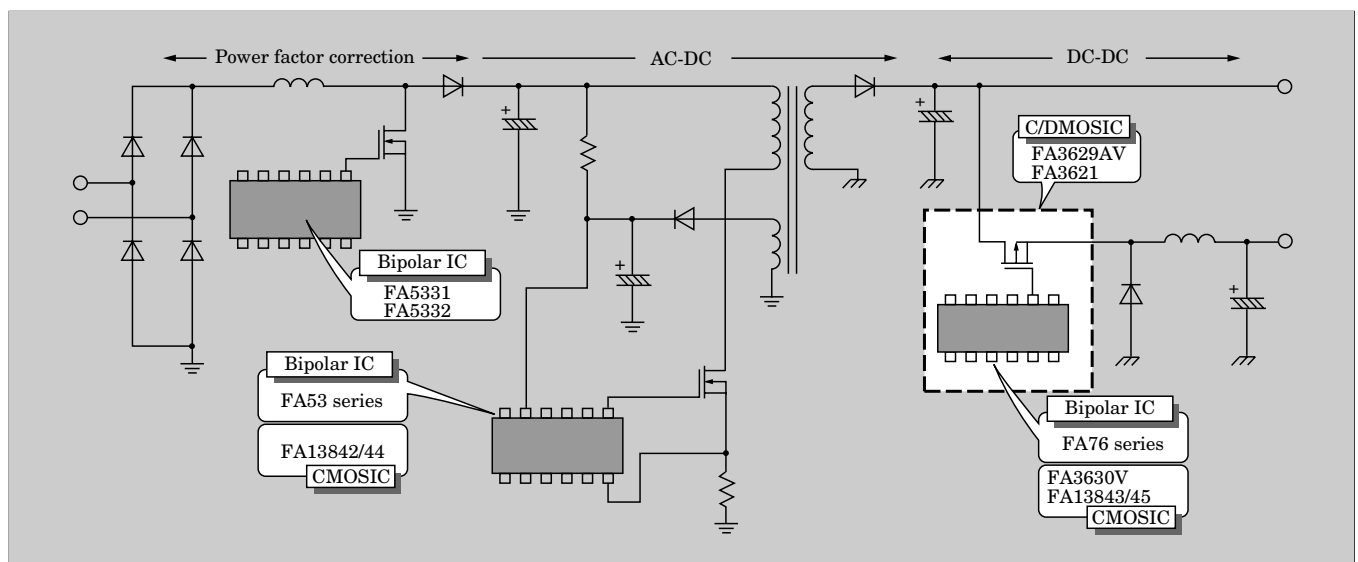 Power factor correction
AC-DC
DC-DC
+
+
+
+
C/DMOSIC
FA3629AV
FA3621
Bipolar IC
FA5331
FA5332
Bipolar IC
FA53 series
FA13842/44
CMOSIC
Bipolar IC
FA76 series
FA3630V
FA13843/45
CMOSIC